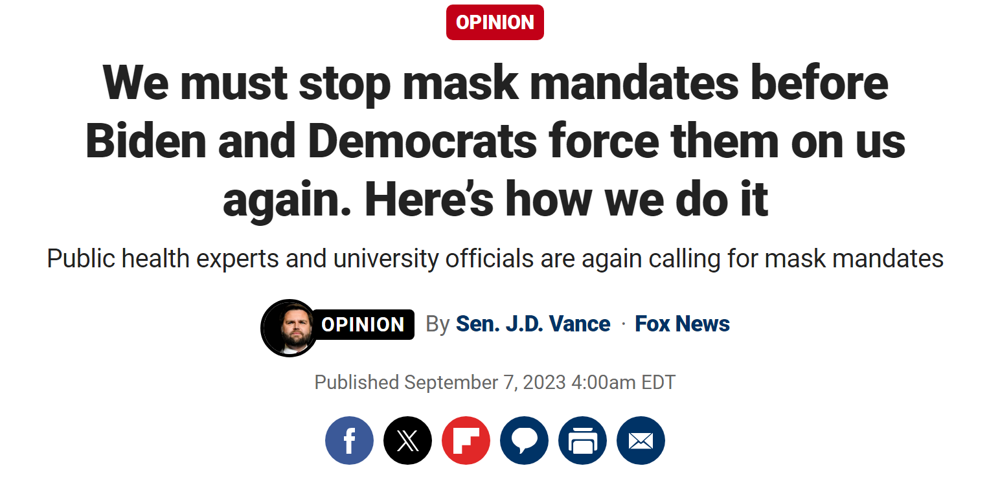 OPINION
We must stop mask mandates before
Biden and Democrats force them on us
again. Here’s how we do it
Public health experts and university officials are again calling for mask mandates
OPINION By Sen. J.D. Vance · Fox News
Published September 7, 2023 4:00am EDT